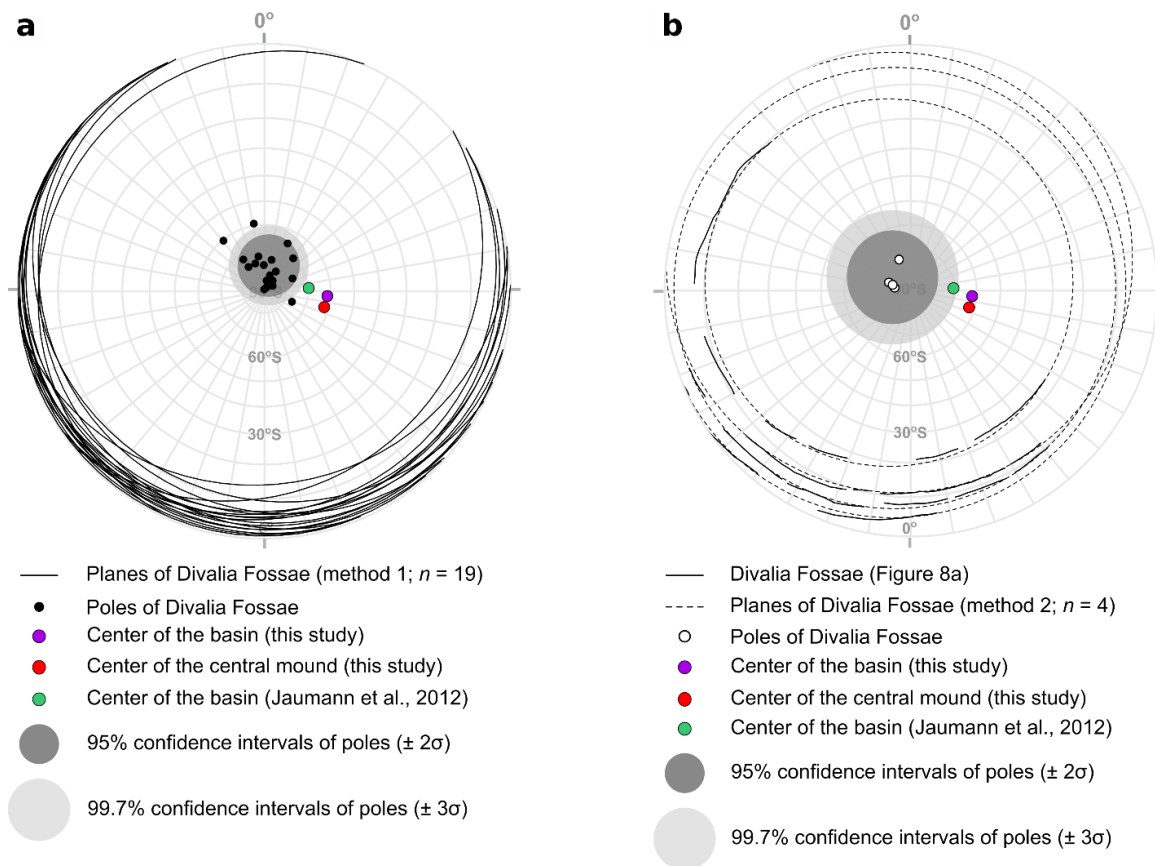 a
0°
60°S
30°S
Planes of Divalia Fossae (method 1; n = 19)
Poles of Divalia Fossae
Center of the basin (this study)
Center of the central mound (this study)
Center of the basin (Jaumann et al., 2012)
95% confidence intervals of poles (± 2σ)
99.7% confidence intervals of poles (± 3σ)
b
0°
60°S
30°S
0°
Divalia Fossae (Figure 8a)
Planes of Divalia Fossae (method 2; n = 4)
Poles of Divalia Fossae
Center of the basin (this study)
Center of the central mound (this study)
Center of the basin (Jaumann et al., 2012)
95% confidence intervals of poles (± 2σ)
99.7% confidence intervals of poles (± 3σ)